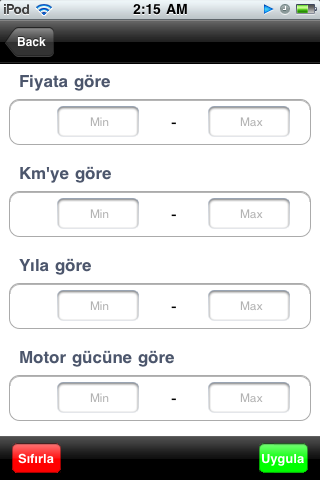 iPod 2:15 AM
Back
Fiyata göre
Min - Max
Km'ye göre
Min - Max
Yıla göre
Min - Max
Motor gücüne göre
Min - Max
Sıfırla Uygula